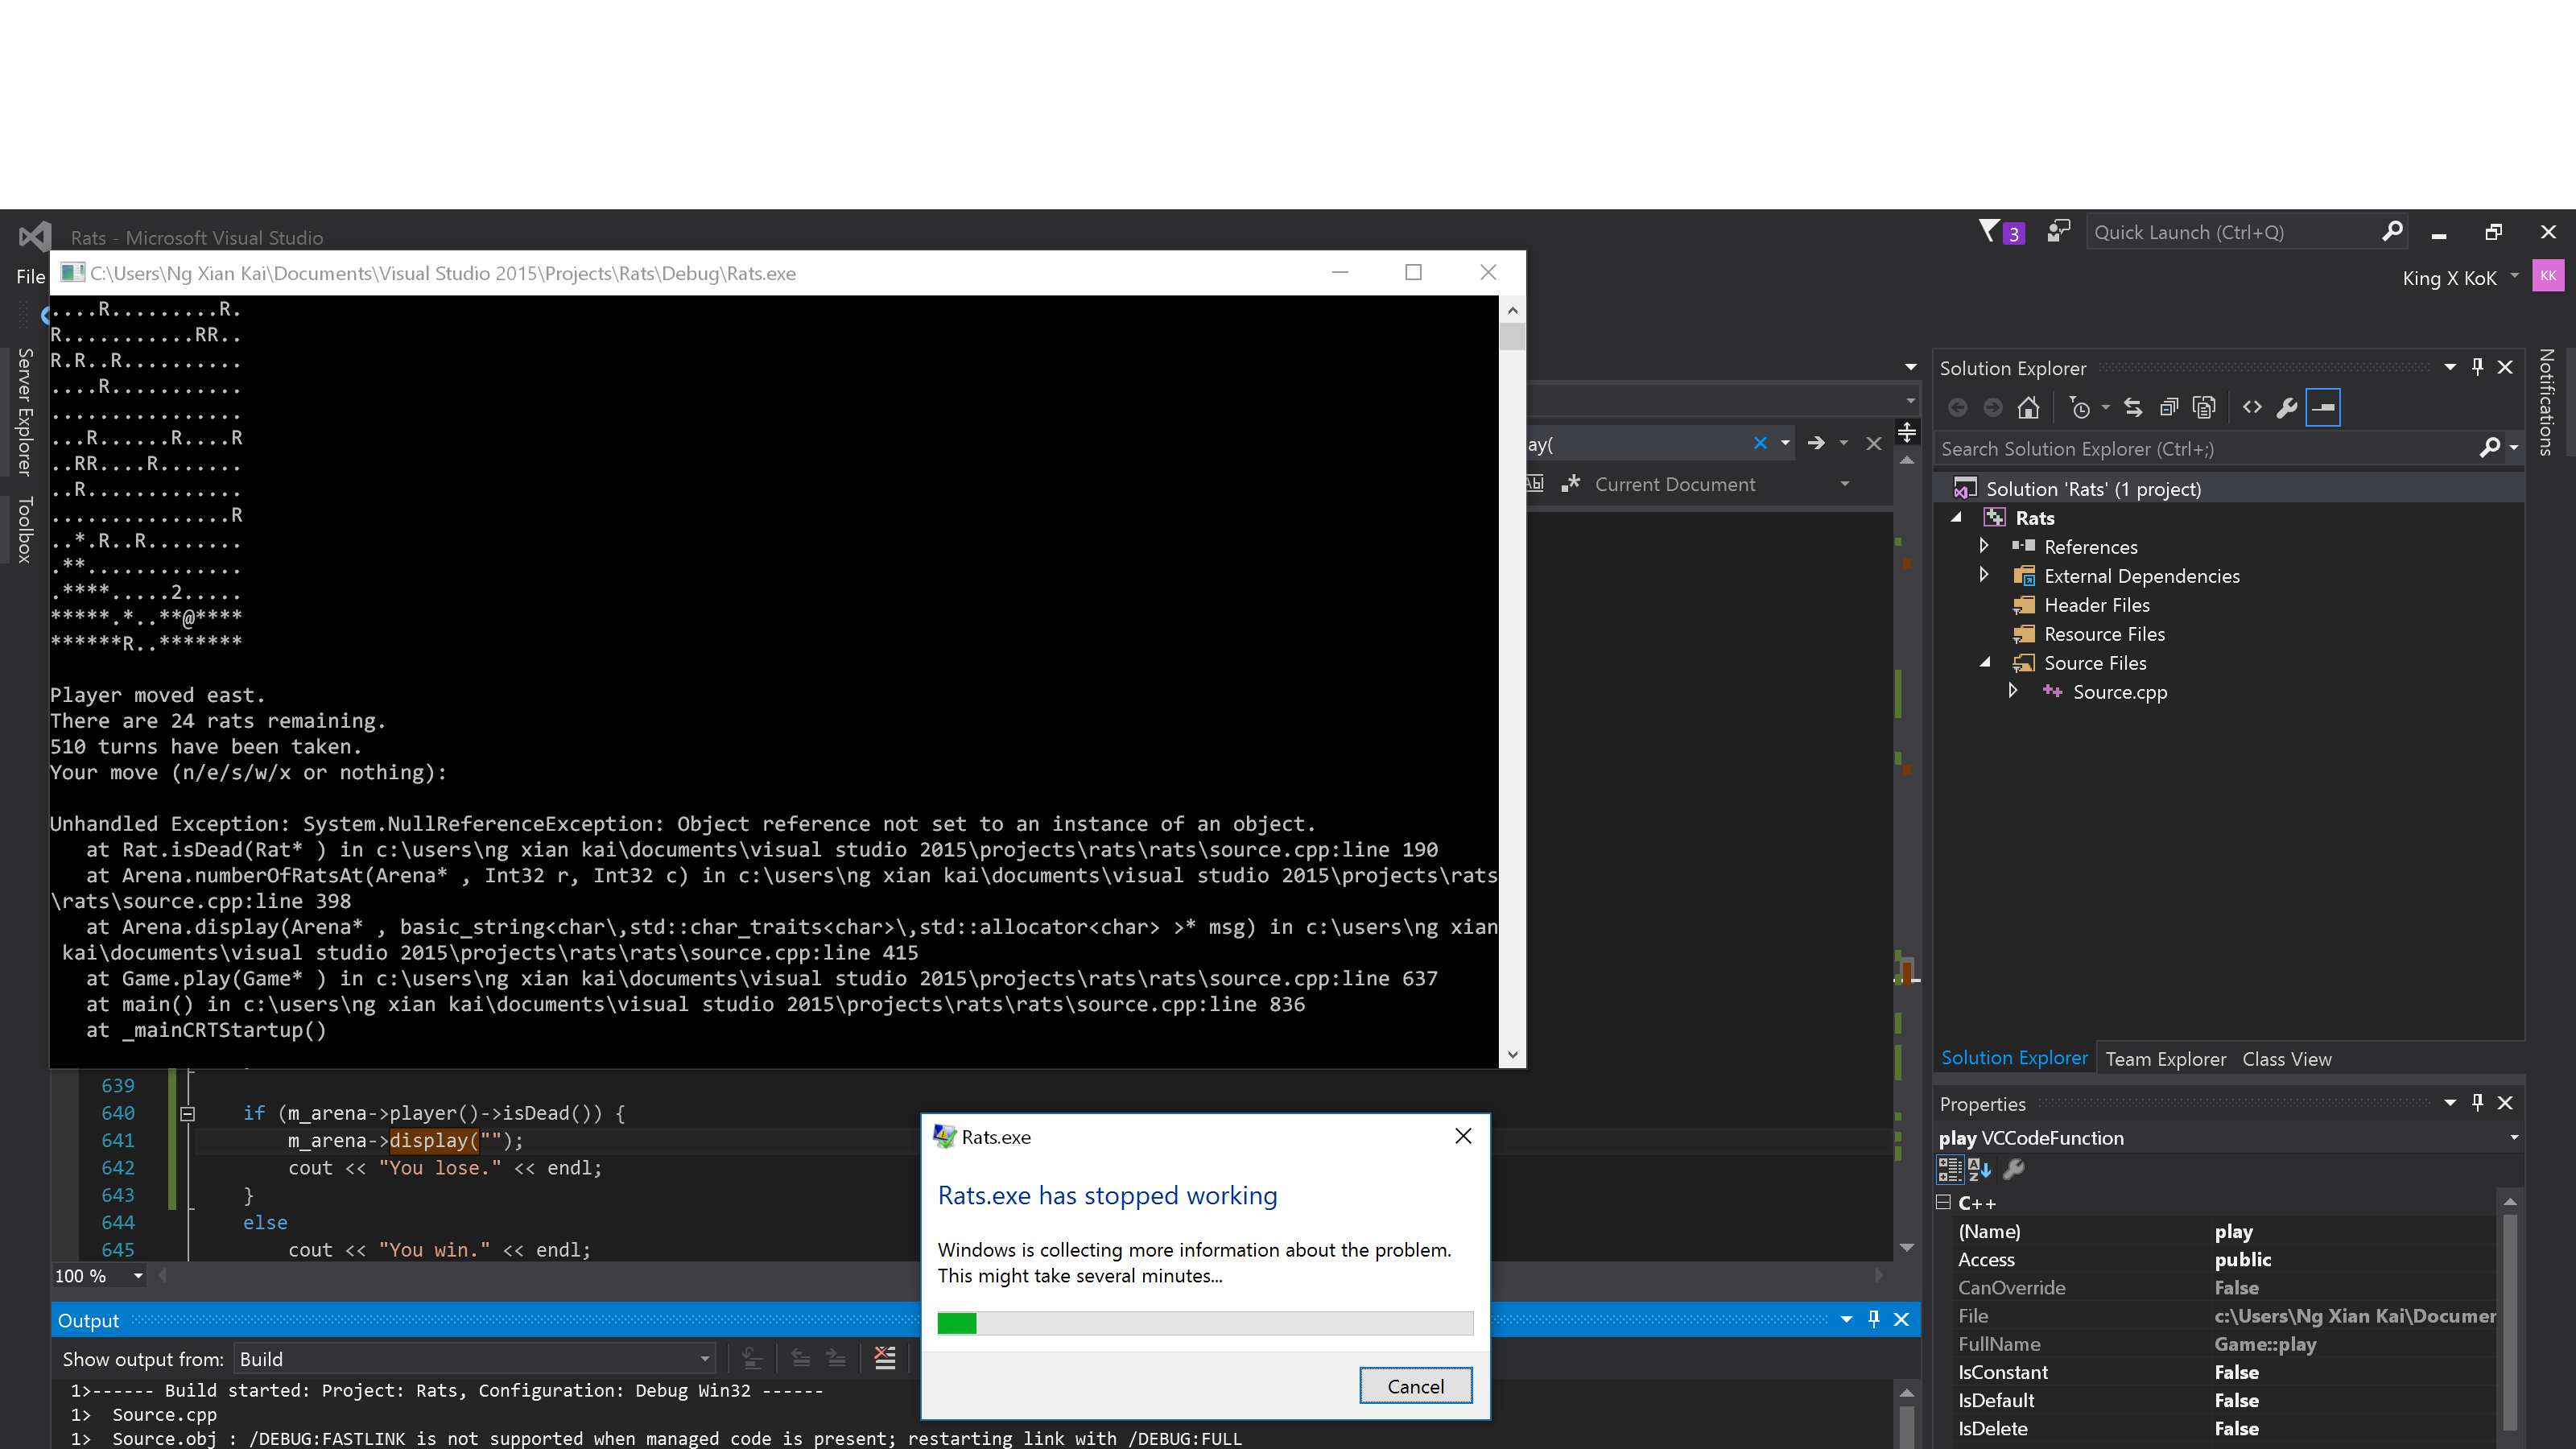 Rats - Microsoft Visual Studio
3
Quick Launch (Ctrl+Q)
File
King X KoK
KK
C:\Users\Ng Xian Kai\Documents\Visual Studio 2015\Projects\Rats\Debug\Rats.exe
....R.........R.
R...........RR..
R.R..R..........
....R...........
................
...R......R....R
..RR....R.......
..R.............
...............R
..*.R..R........
.**.............
.****.....2.....
*****.*..**@****
******R..*******
Player moved east.
There are 24 rats remaining.
510 turns have been taken.
Your move (n/e/s/w/x or nothing):
Unhandled Exception: System.NullReferenceException: Object reference not set to an instance of an object.
   at Rat.isDead(Rat* ) in c:\users\ng xian kai\documents\visual studio 2015\projects\rats\rats\source.cpp:line 190
   at Arena.numberOfRatsAt(Arena* , Int32 r, Int32 c) in c:\users\ng xian kai\documents\visual studio 2015\projects\rats
\rats\source.cpp:line 398
   at Arena.display(Arena* , basic_string<char\,std::char_traits<char>\,std::allocator<char> >* msg) in c:\users\ng xian
 kai\documents\visual studio 2015\projects\rats\rats\source.cpp:line 415
   at Game.play(Game* ) in c:\users\ng xian kai\documents\visual studio 2015\projects\rats\rats\source.cpp:line 637
   at main() in c:\users\ng xian kai\documents\visual studio 2015\projects\rats\rats\source.cpp:line 836
   at _mainCRTStartup()
Server Explorer
Toolbox
ay(
Current Document
639
640 if (m_arena->player()->isDead()) {
641 m_arena->display("");
642 cout << "You lose." << endl;
643 }
644 else
645 cout << "You win." << endl;
100 %
Output
Show output from: Build
1>------ Build started: Project: Rats, Configuration: Debug Win32 ------
1>  Source.cpp
1>  Source.obj : /DEBUG:FASTLINK is not supported when managed code is present; restarting link with /DEBUG:FULL
Rats.exe
Rats.exe has stopped working
Windows is collecting more information about the problem.
This might take several minutes...
Cancel
Solution Explorer
Search Solution Explorer (Ctrl+;)
Solution 'Rats' (1 project)
Rats
References
External Dependencies
Header Files
Resource Files
Source Files
Source.cpp
Solution Explorer Team Explorer Class View
Notifications
Properties
play VCCodeFunction
C++
(Name) play
Access public
CanOverride False
File c:\Users\Ng Xian Kai\Documer
FullName Game::play
IsConstant False
IsDefault False
IsDelete False